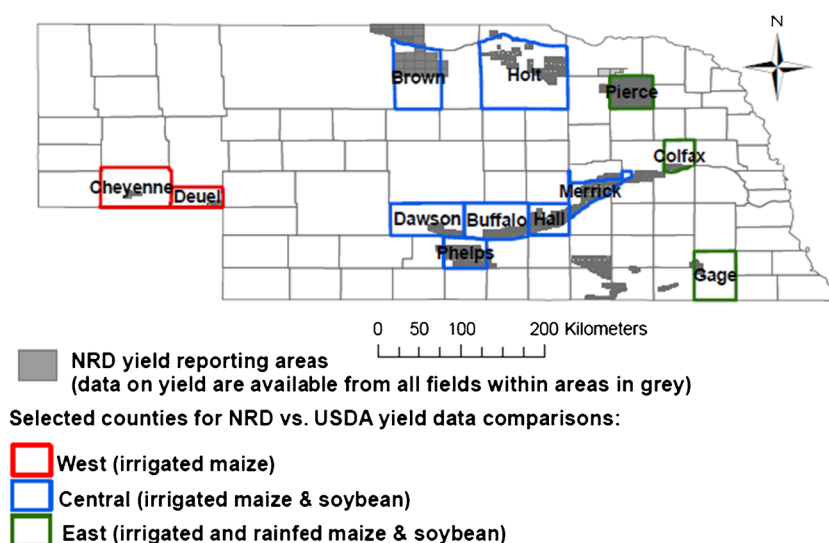 N
Brown
Holt
Pierce
Colfax
Cheyenne
Deuel
Merrick
Dawson
Buffalo
Hall
Phelps
Gage
0 50 100 200 Kilometers
NRD yield reporting areas
(data on yield are available from all fields within areas in grey)
Selected counties for NRD vs. USDA yield data comparisons:
West (irrigated maize)
Central (irrigated maize & soybean)
East (irrigated and rainfed maize & soybean)